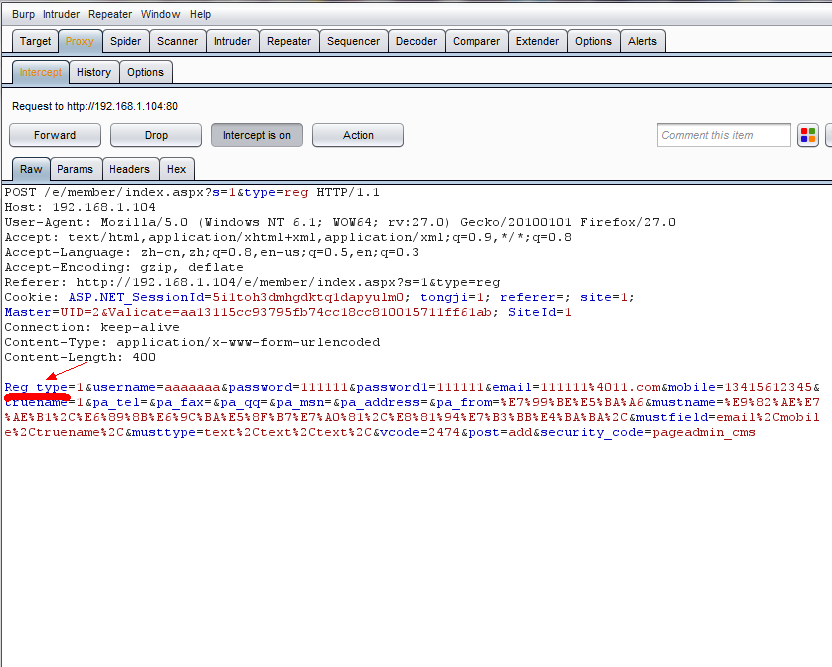 Burp Intruder Repeater Window Help
Target Proxy Spider Scanner Intruder Repeater Sequencer Decoder Comparer Extender Options Alerts
Intercept History Options
Request to http://192.168.1.104:80
Forward Drop Intercept is on Action Comment this item
Raw Params Headers Hex
POST /e/member/index.aspx?s=1&type=reg HTTP/1.1
Host: 192.168.1.104
User-Agent: Mozilla/5.0 (Windows NT 6.1; WOW64; rv:27.0) Gecko/20100101 Firefox/27.0
Accept: text/html,application/xhtml+xml,application/xml;q=0.9,*/*;q=0.8
Accept-Language: zh-cn,zh;q=0.8,en-us;q=0.5,en;q=0.3
Accept-Encoding: gzip, deflate
Referer: http://192.168.1.104/e/member/index.aspx?s=1&type=reg
Cookie: ASP.NET_SessionId=5i1toh3dmhgdktq1dapyulm0; tongji=1; referer=; site=1;
Master=UID=2&Valicate=aa13115cc93795fb74cc18cc810015711ff61ab; SiteId=1
Connection: keep-alive
Content-Type: application/x-www-form-urlencoded
Content-Length: 400
Reg_type=1&username=aaaaaaa&password=111111&password1=111111&email=111111%4011.com&mobile=13415612345&
truename=1&pa_tel=&pa_fax=&pa_qq=&pa_msn=&pa_address=&pa_from=%E7%99%BE%E5%BA%A6&mustname=%E9%82%AE%E7
%AE%B1%2C%E6%89%8B%E6%9C%BA%E5%8F%B7%E7%A0%81%2C%E8%81%94%E7%B3%BB%E4%BA%BA%2C&mustfield=email%2Cmobil
e%2Ctruename%2C&musttype=text%2Ctext%2Ctext%2C&vcode=2474&post=add&security_code=pageadmin_cms